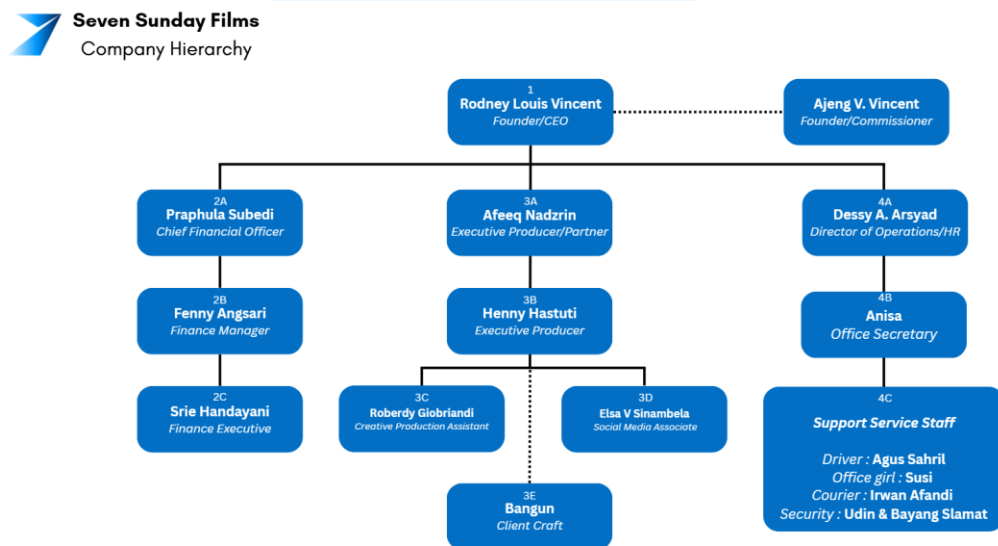 Seven Sunday Films
Company Hierarchy
1
Rodney Louis Vincent
Founder/CEO
Ajeng V. Vincent
Founder/Commissioner
2A
Praphula Subedi
Chief Financial Officer
3A
Afeeq Nadzrin
Executive Producer/Partner
4A
Dessy A. Arsyad
Director of Operations/HR
2B
Fenny Angsari
Finance Manager
3B
Henny Hastuti
Executive Producer
4B
Anisa
Office Secretary
2C
Srie Handayani
Finance Executive
3C
Roberdy Giobriandi
Creative Production Assistant
3D
Elsa V Sinambela
Social Media Associate
4C
Support Service Staff
Driver : Agus Sahril
Office girl : Susi
Courier : Irwan Afandi
Security : Udin & Bayang Slamat
3E
Bangun
Client Craft